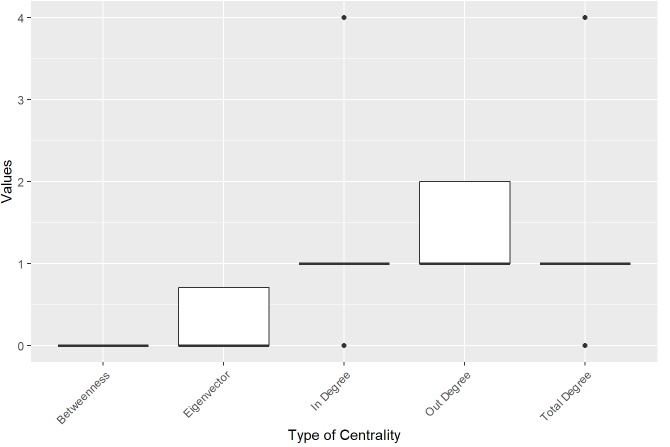 Values
4
3
2
1
0
Betweenness
Eigenvector
In Degree
Out Degree
Total Degree
Type of Centrality